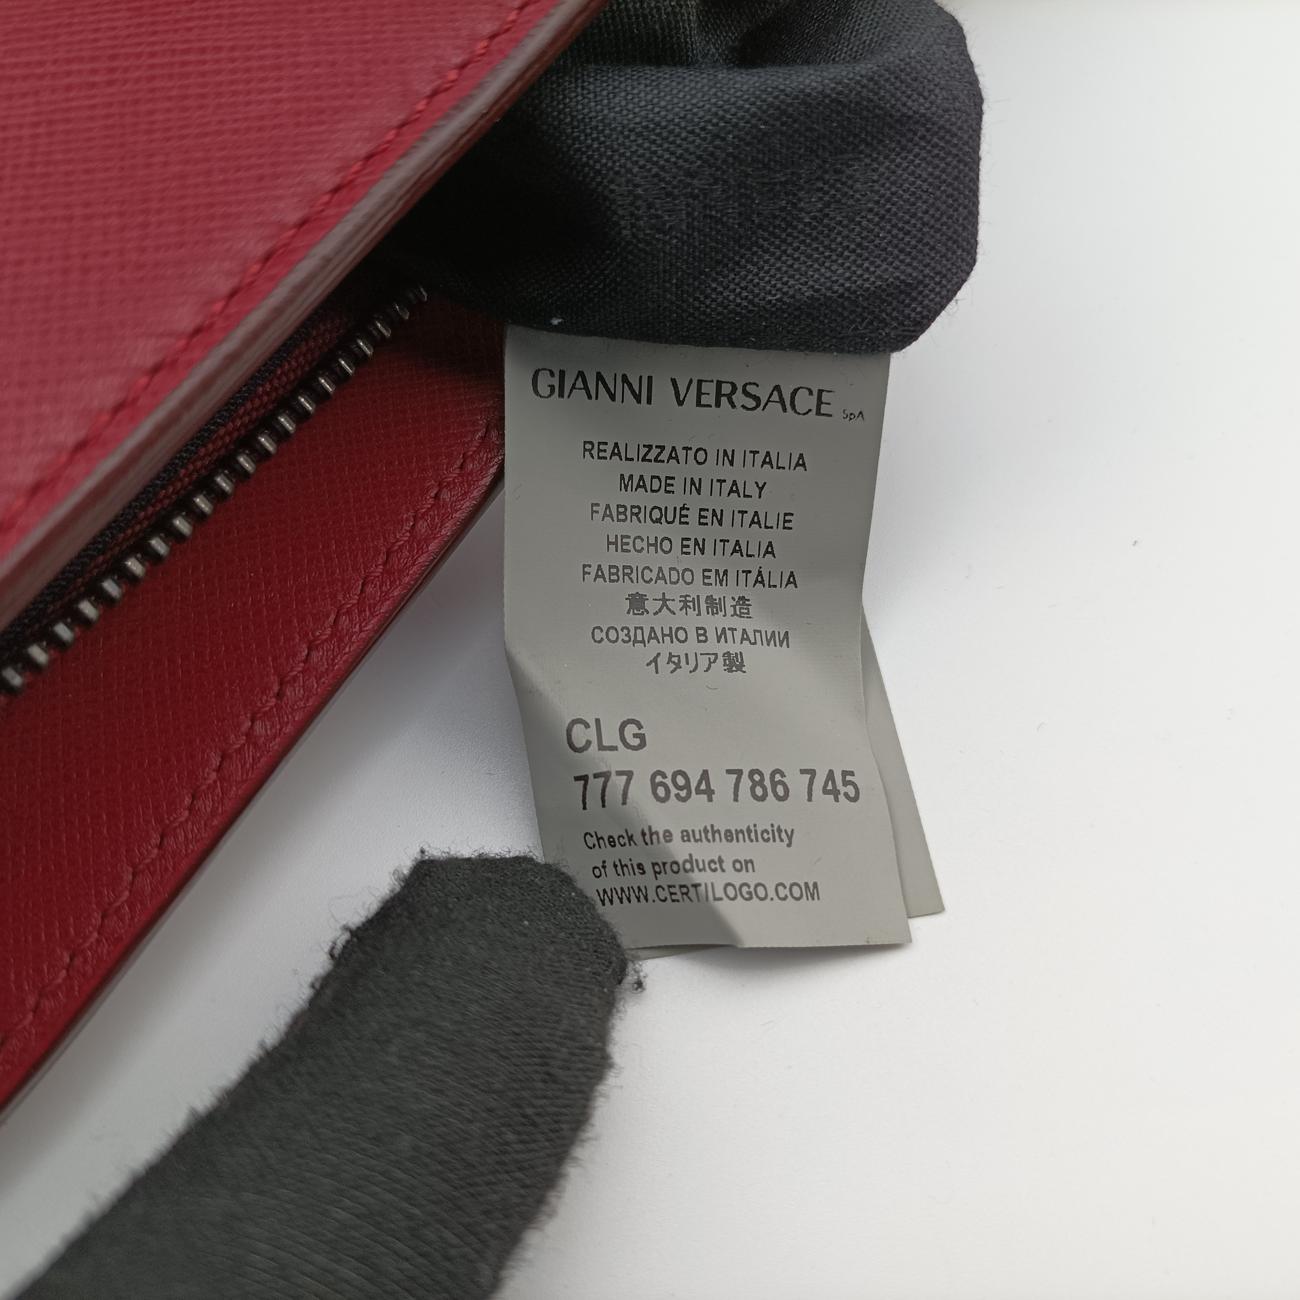 GIANNI VERSACE SpA
REALIZZATO IN ITALIA
MADE IN ITALY
FABRIQUÉ EN ITALIE
HECHO EN ITALIA
FABRICADO EM ITÁLIA
意大利制造
СОЗДАНО В ИТАЛИИ
イタリア製
CLG
777 694 786 745
Check the authenticity
of this product on
WWW.CERTILOGO.COM